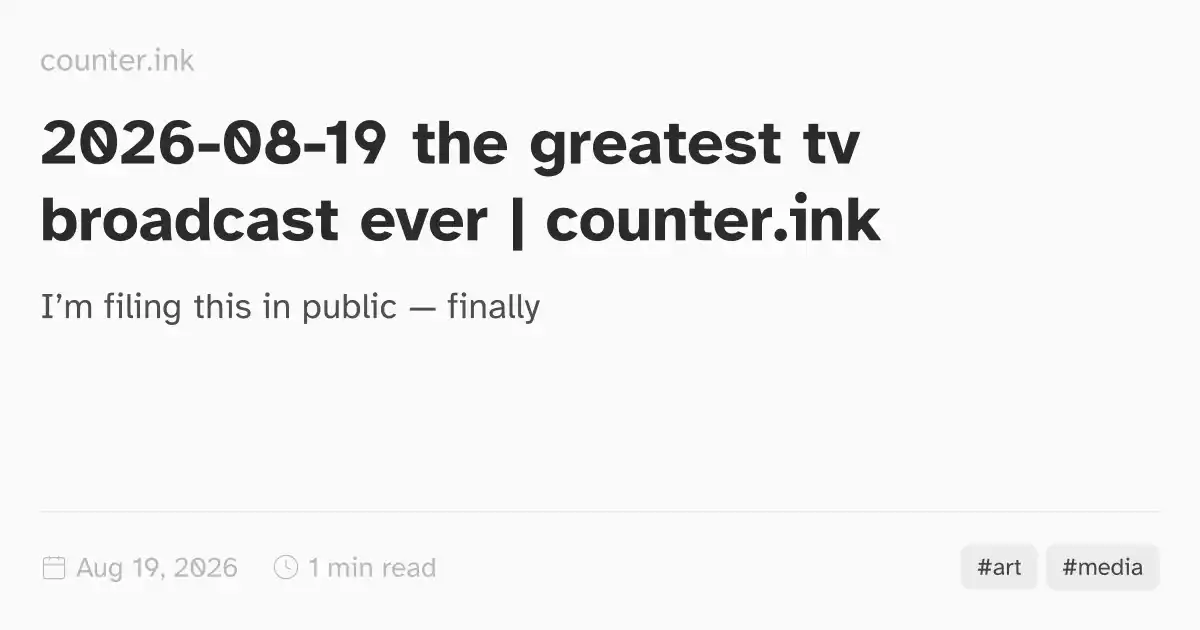 counter.ink
2026-08-19 the greatest tv
broadcast ever | counter.ink
I’m filing this in public — finally
Aug 19, 2026 1 min read #art #media